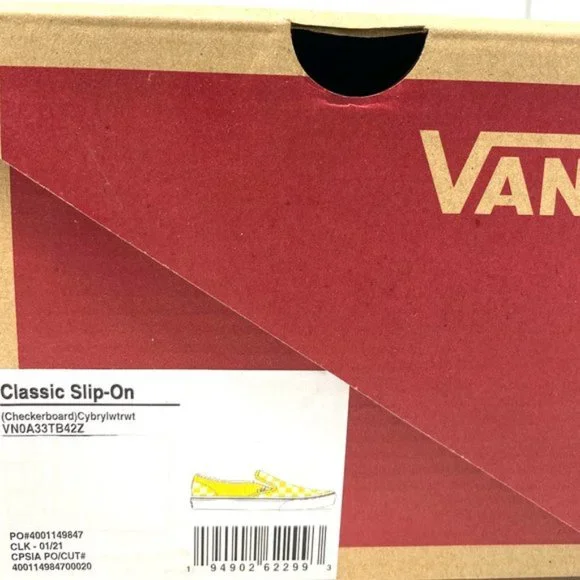 VAN
Classic Slip-On
(Checkerboard)Cybrylwtrwt
VN0A33TB42Z
PO#4001149847
CLK - 01/21
CPSIA PO/CUT#
400114984700020
1 94902 62299 3